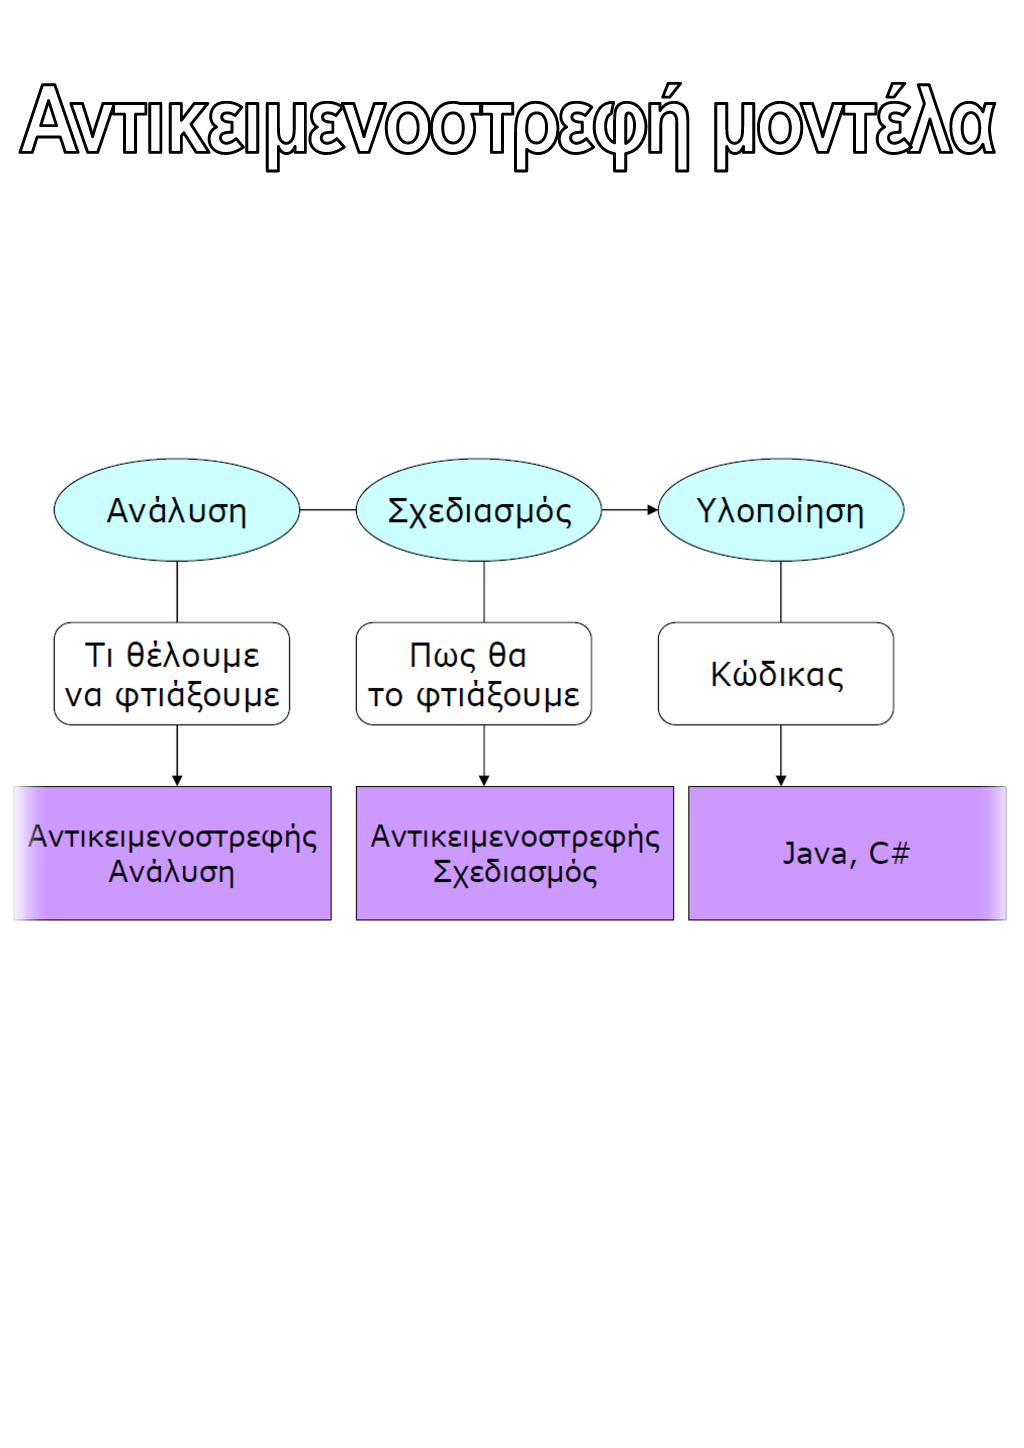 Αντικειμενοστρεφή μοντέλα
Ανάλυση
Σχεδιασμός
Υλοποίηση
Τι θέλουμε
να φτιάξουμε
Πως θα
το φτιάξουμε
Κώδικας
Αντικειμενοστρεφής
Ανάλυση
Αντικειμενοστρεφής
Σχεδιασμός
Java, C#